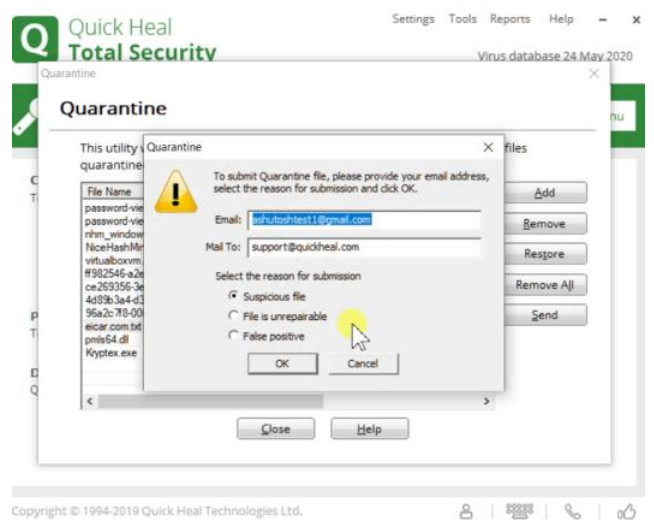 Quick Heal
Total Security
Settings Tools Reports Help
Virus database 24 May 2020
Quarantine
Quarantine
This utility
files
quarantine
File Name
password-vie
password-vie
nhm_window
NiceHashMin
virtualboxvm.
ff982546-a2e
ce269356-3e
4d89b3a4-d3
96a2c7f8-00
eicar.com.txt
pmls64.dll
Kryptex.exe
Add
Remove
Restore
Remove All
Send
Quarantine
To submit Quarantine file, please provide your email address,
select the reason for submission and click OK.
Email: ashutoshtest1@gmail.com
Mail To: support@quickheal.com
Select the reason for submission
Suspicious file
File is unrepairable
False positive
OK Cancel
Close Help
Copyright © 1994-2019 Quick Heal Technologies Ltd.